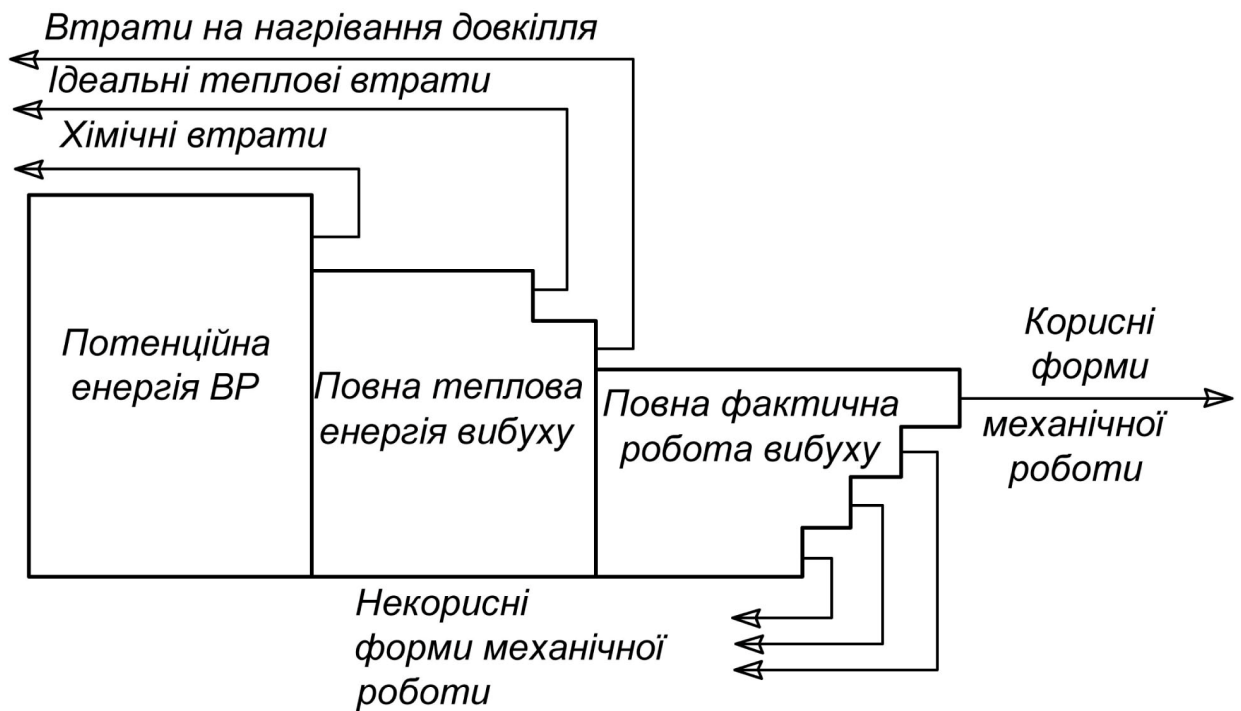 Втрати на нагрівання довкілля
Ідеальні теплові втрати
Хімічні втрати
Потенційна
енергія ВР
Повна теплова
енергія вибуху
Повна фактична
робота вибуху
Корисні
форми
механічної
роботи
Некорисні
форми механічної
роботи